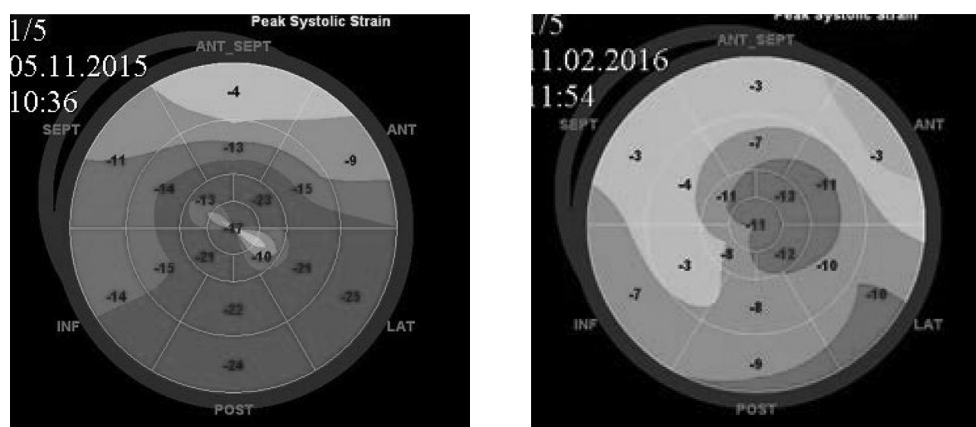 Peak Systolic Strain
1/5
05.11.2015
10:36
ANT_SEPT
SEPT
ANT
-4
-11
-9
-13
-14
-15
-13
-23
-17
-21
-10
-15
-21
-14
-25
-22
INF
LAT
-24
POST
Peak Systolic Strain
1/5
11.02.2016
11:54
ANT_SEPT
SEPT
ANT
-3
-3
-3
-7
-4
-11
-11
-13
-11
-8
-12
-3
-10
-7
-10
-8
INF
LAT
-9
POST